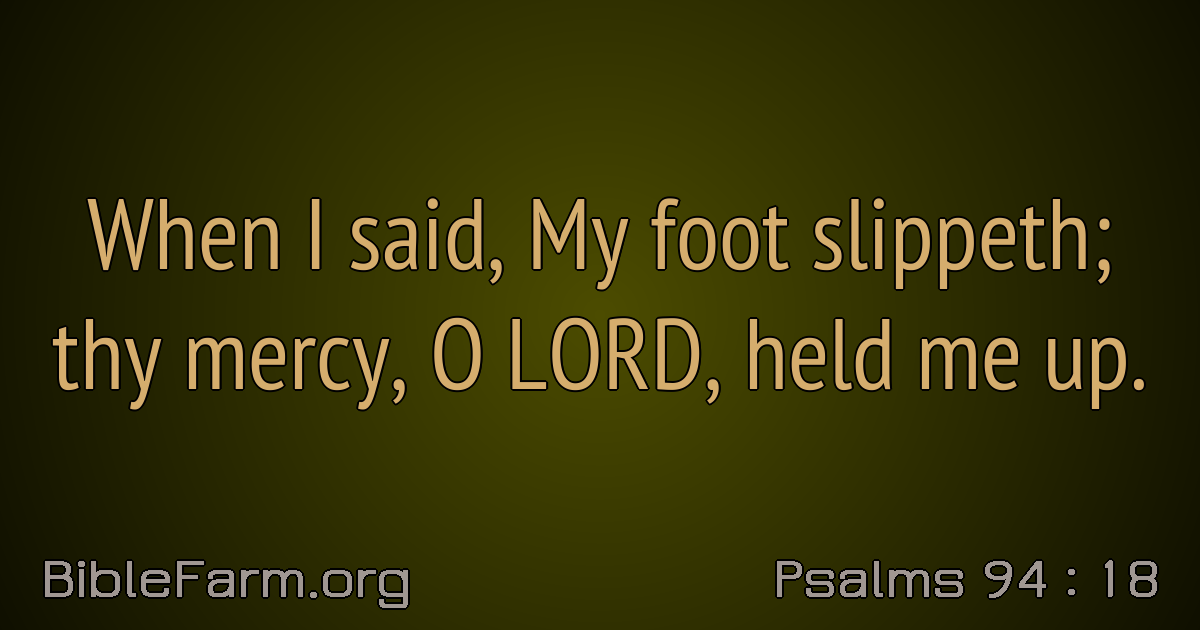 When I said, My foot slippeth;
thy mercy, O LORD, held me up.
BibleFarm.org
Psalms 94 : 18